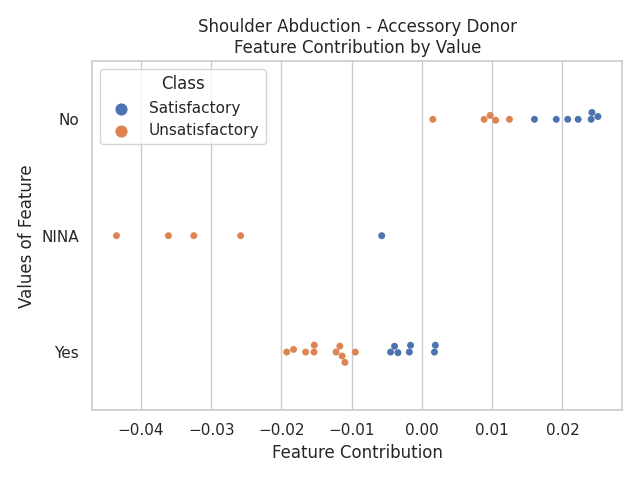 Shoulder Abduction - Accessory Donor
Feature Contribution by Value
Class
Satisfactory
Unsatisfactory
Values of Feature
No
NINA
Yes
−0.04
−0.03
−0.02
−0.01
0.00
0.01
0.02
Feature Contribution